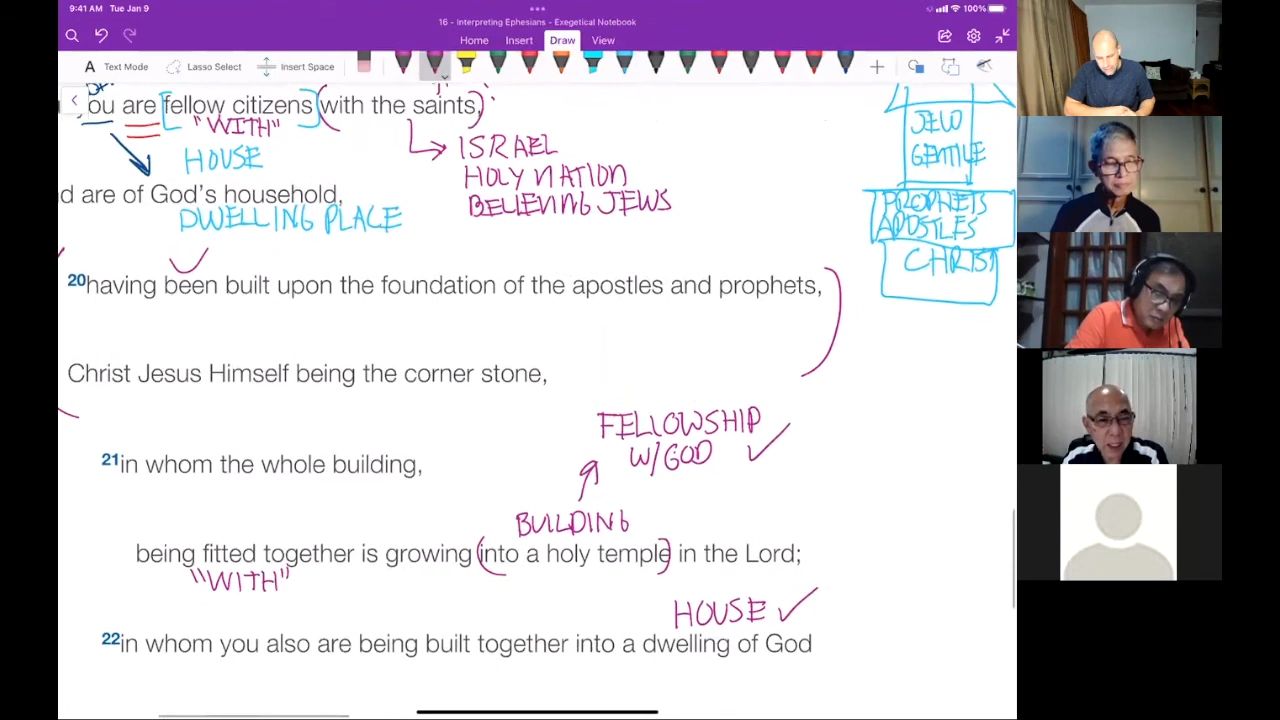 9:41 AM Tue Jan 9
100%
16 - Interpreting Ephesians - Exegetical Notebook
Home Insert Draw View
A Text Mode Lasso Select Insert Space
you are [fellow citizens] (with the saints,)
"WITH"
ISRAEL
HOLY NATION
BELIEVING JEWS
HOUSE
d are of God's household,
DWELLING PLACE
JEW
GENTILE
PROPHETS
APOSTLES
CHRIST
20having been built upon the foundation of the apostles and prophets,
Christ Jesus Himself being the corner stone,
FELLOWSHIP
W/GOD
21in whom the whole building,
BUILDING
being fitted together is growing (into a holy temple) in the Lord;
"WITH"
HOUSE
22in whom you also are being built together into a dwelling of God